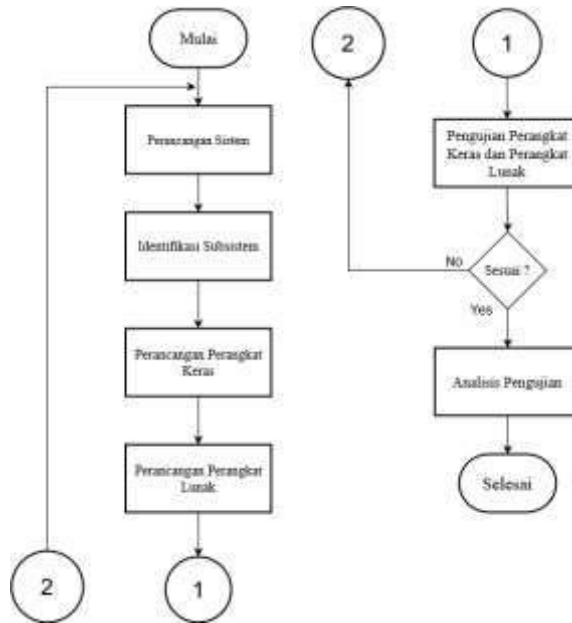 Mulai
Perancangan Sistem
Identifikasi Subsistem
Perancangan Perangkat
Keras
Perancangan Perangkat
Lunak
2
1
2
1
Pengujian Perangkat
Keras dan Perangkat
Lunak
No
Sesuai ?
Yes
Analisis Pengujian
Selesai